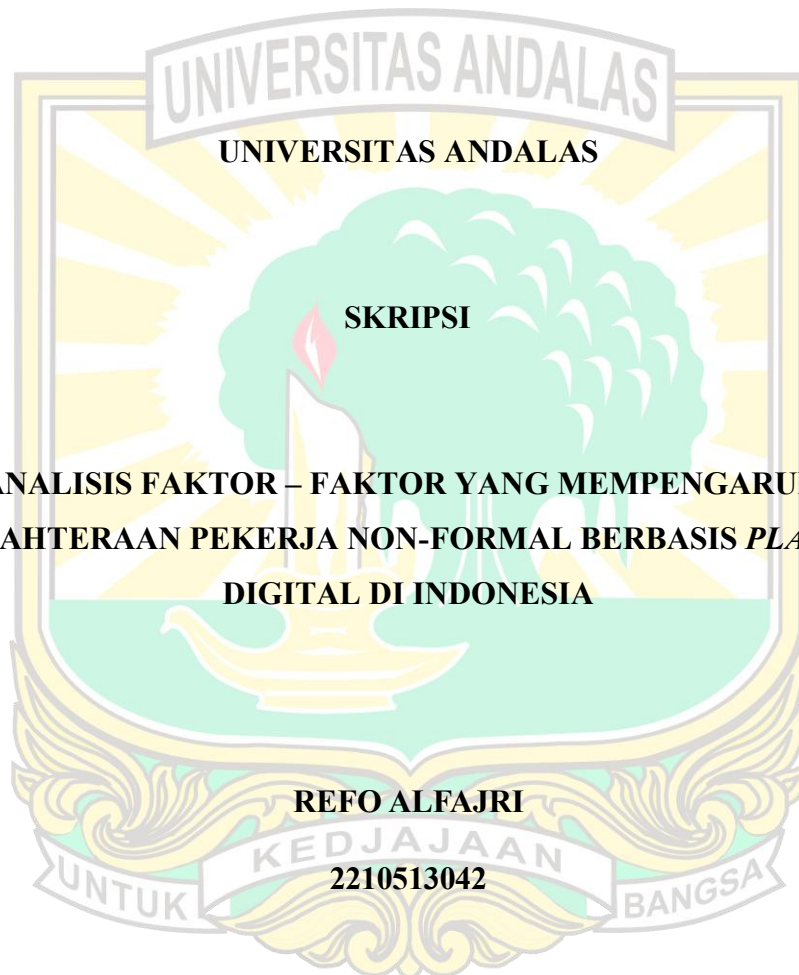 UNIVERSITAS ANDALAS
UNIVERSITAS ANDALAS
SKRIPSI
ANALISIS FAKTOR – FAKTOR YANG MEMPENGARU
AHTERAAN PEKERJA NON-FORMAL BERBASIS PLA
DIGITAL DI INDONESIA
REFO ALFAJRI
KEDJAJAAN
2210513042
UNTUK
BANGSA